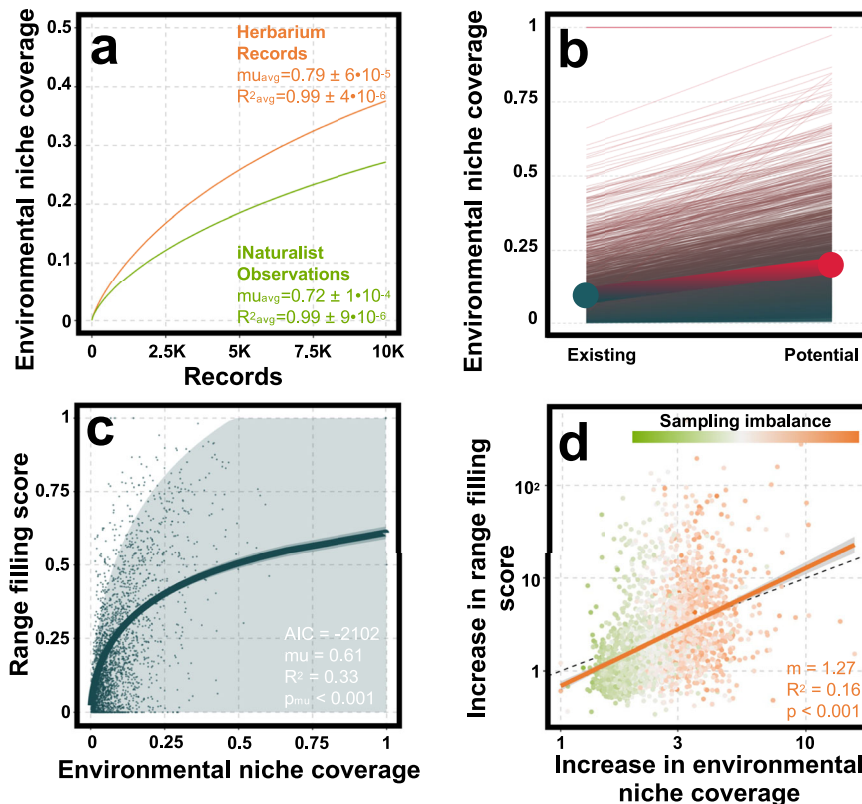 a
Herbarium
Records
mu_avg=0.79 ± 6•10^-5
R²_avg=0.99 ± 4•10^-6
iNaturalist
Observations
mu_avg=0.72 ± 1•10^-4
R²_avg=0.99 ± 9•10^-6
Environmental niche coverage
0.5
0.4
0.3
0.2
0.1
0
0
2.5K
5K
7.5K
10K
Records
b
Environmental niche coverage
1
0.75
0.5
0.25
0
Existing
Potential
c
Range filling score
1
0.75
0.5
0.25
0
AIC = -2102
mu = 0.61
R² = 0.33
p_mu < 0.001
0
0.25
0.5
0.75
1
Environmental niche coverage
d
Sampling imbalance
Increase in range filling
score
10²
10
1
m = 1.27
R² = 0.16
p < 0.001
1
3
10
Increase in environmental
niche coverage